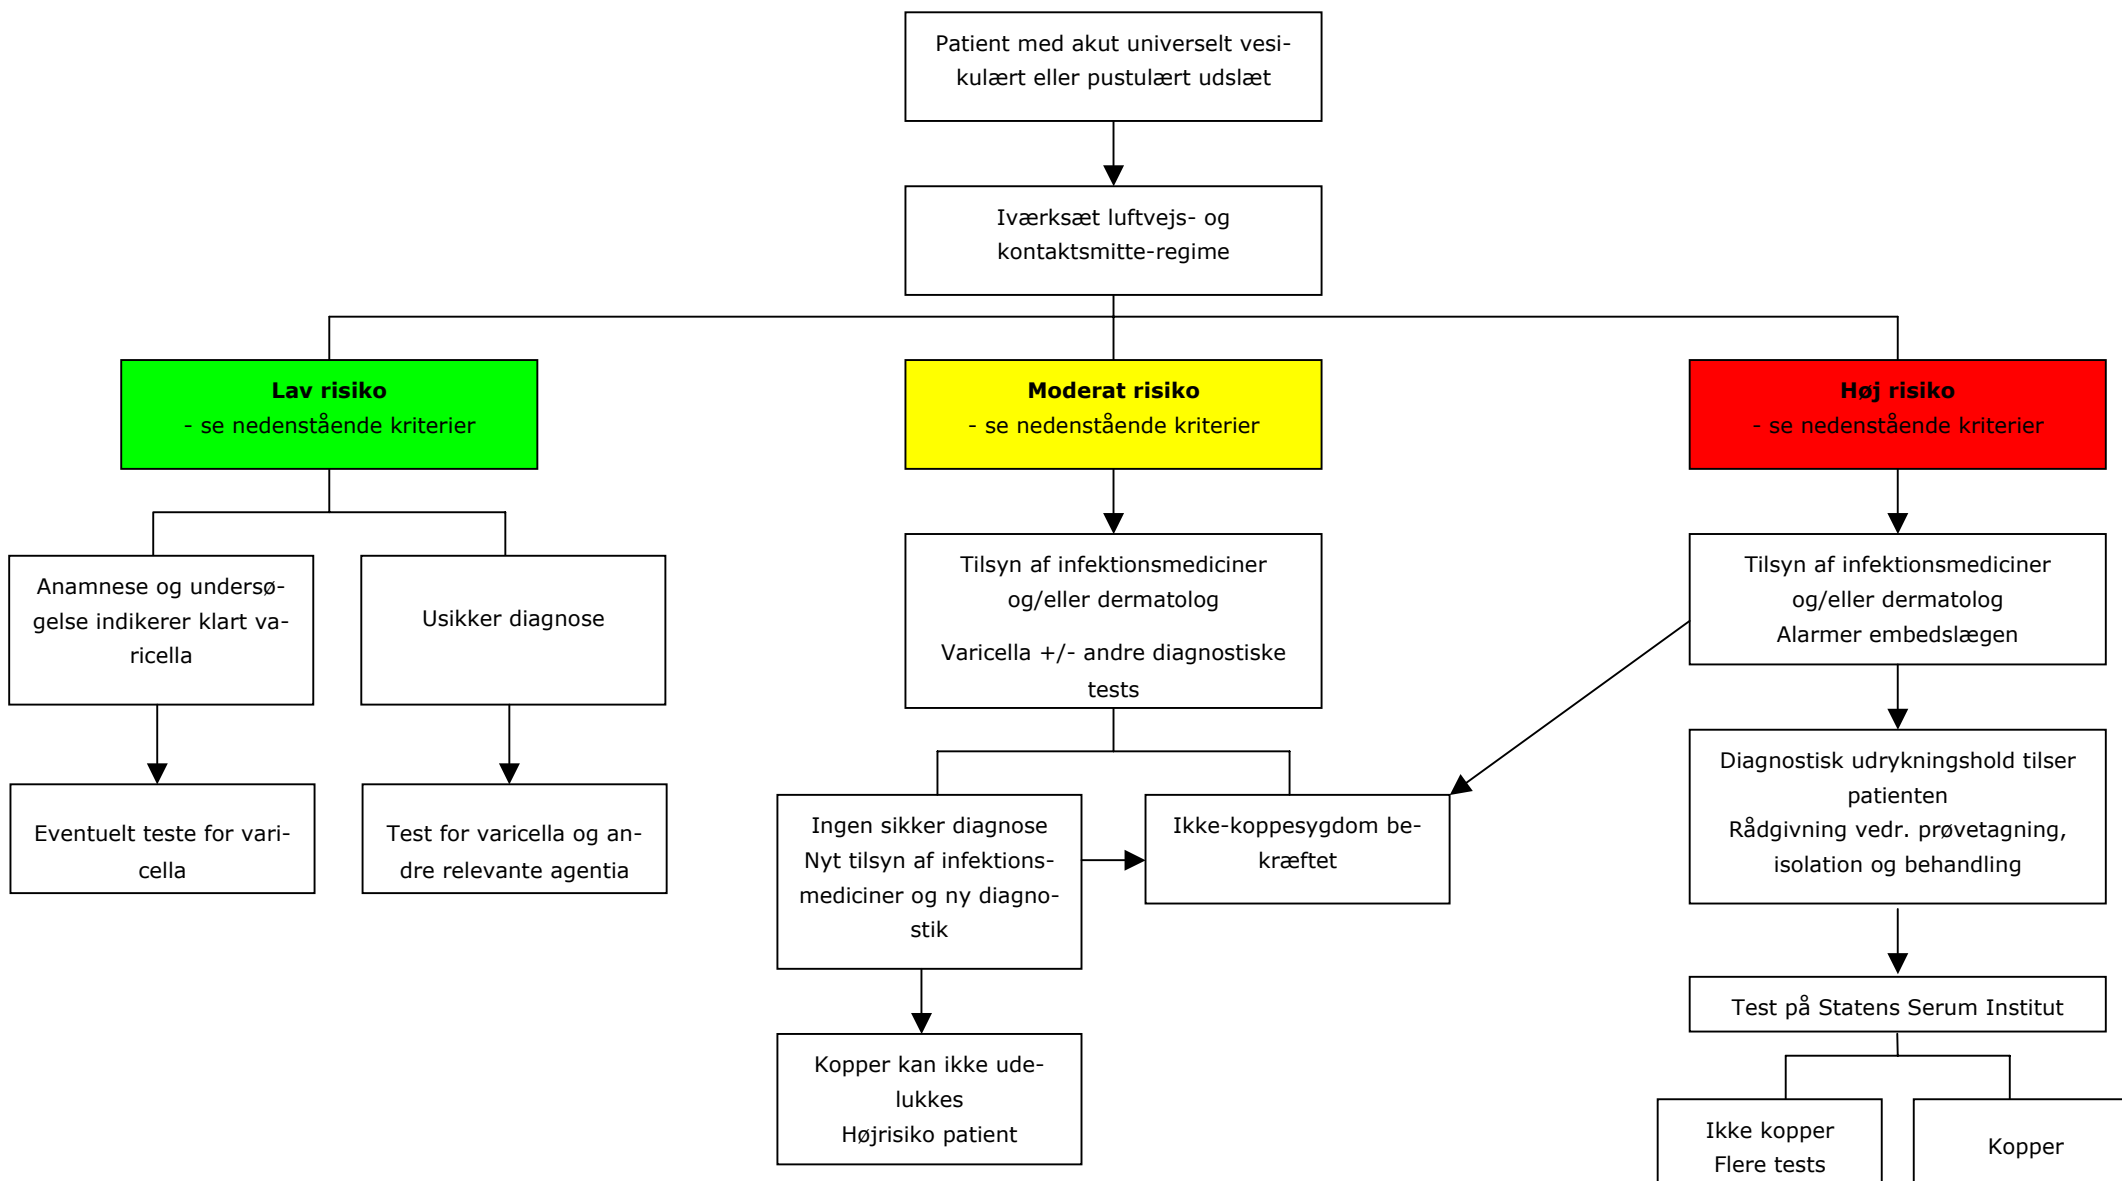 Patient med akut universelt vesi-
kulært eller pustulært udslæt
Iværksæt luftvejs- og
kontaktsmitte-regime
Lav risiko
- se nedenstående kriterier
Moderat risiko
- se nedenstående kriterier
Høj risiko
- se nedenstående kriterier
Anamnese og undersø-
gelse indikerer klart va-
ricella
Usikker diagnose
Tilsyn af infektionsmediciner
og/eller dermatolog
Varicella +/- andre diagnostiske
tests
Tilsyn af infektionsmediciner
og/eller dermatolog
Alarmer embedslægen
Eventuelt teste for vari-
cella
Test for varicella og an-
dre relevante agentia
Ingen sikker diagnose
Nyt tilsyn af infektions-
mediciner og ny diagno-
stik
Ikke-koppesygdom be-
kræftet
Diagnostisk udrykningshold tilser
patienten
Rådgivning vedr. prøvetagning,
isolation og behandling
Test på Statens Serum Institut
Kopper kan ikke ude-
lukkes
Højrisiko patient
Ikke kopper
Flere tests
Kopper